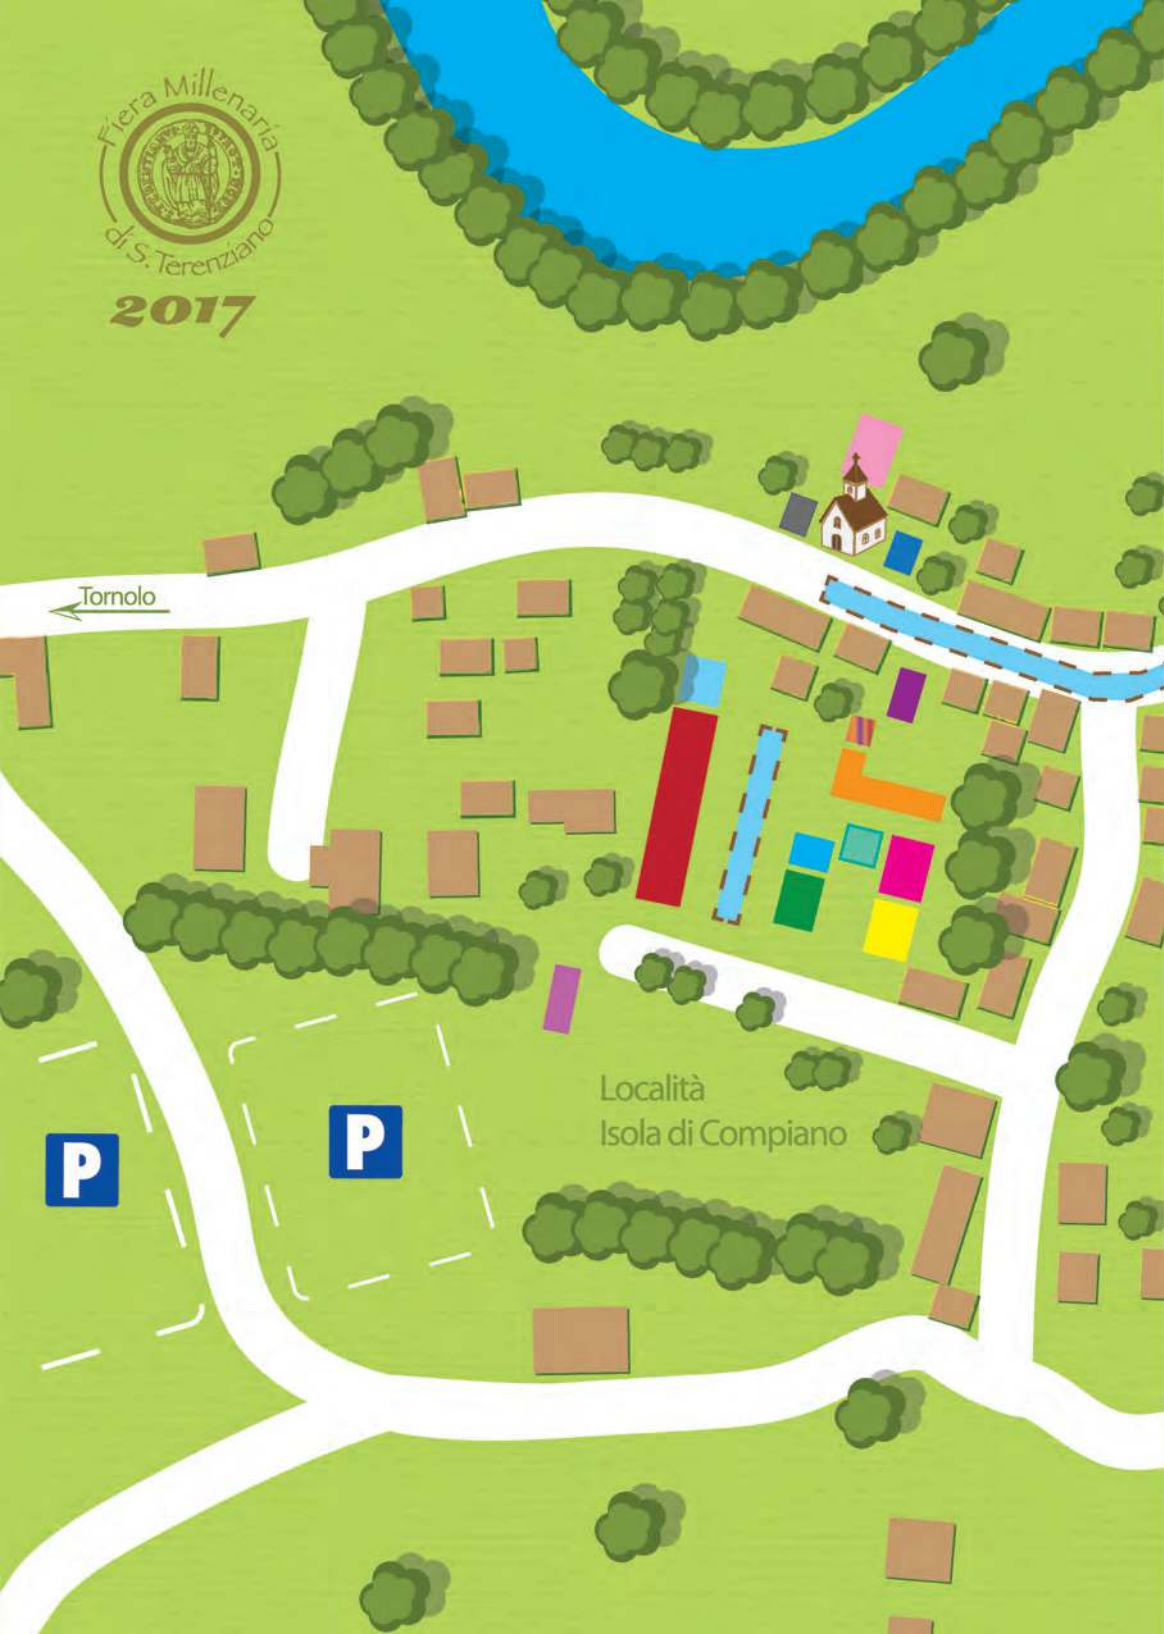 Fiera Millenaria
di S. Terenziano
2017
Tornolo
P
P
Località
Isola di Compiano